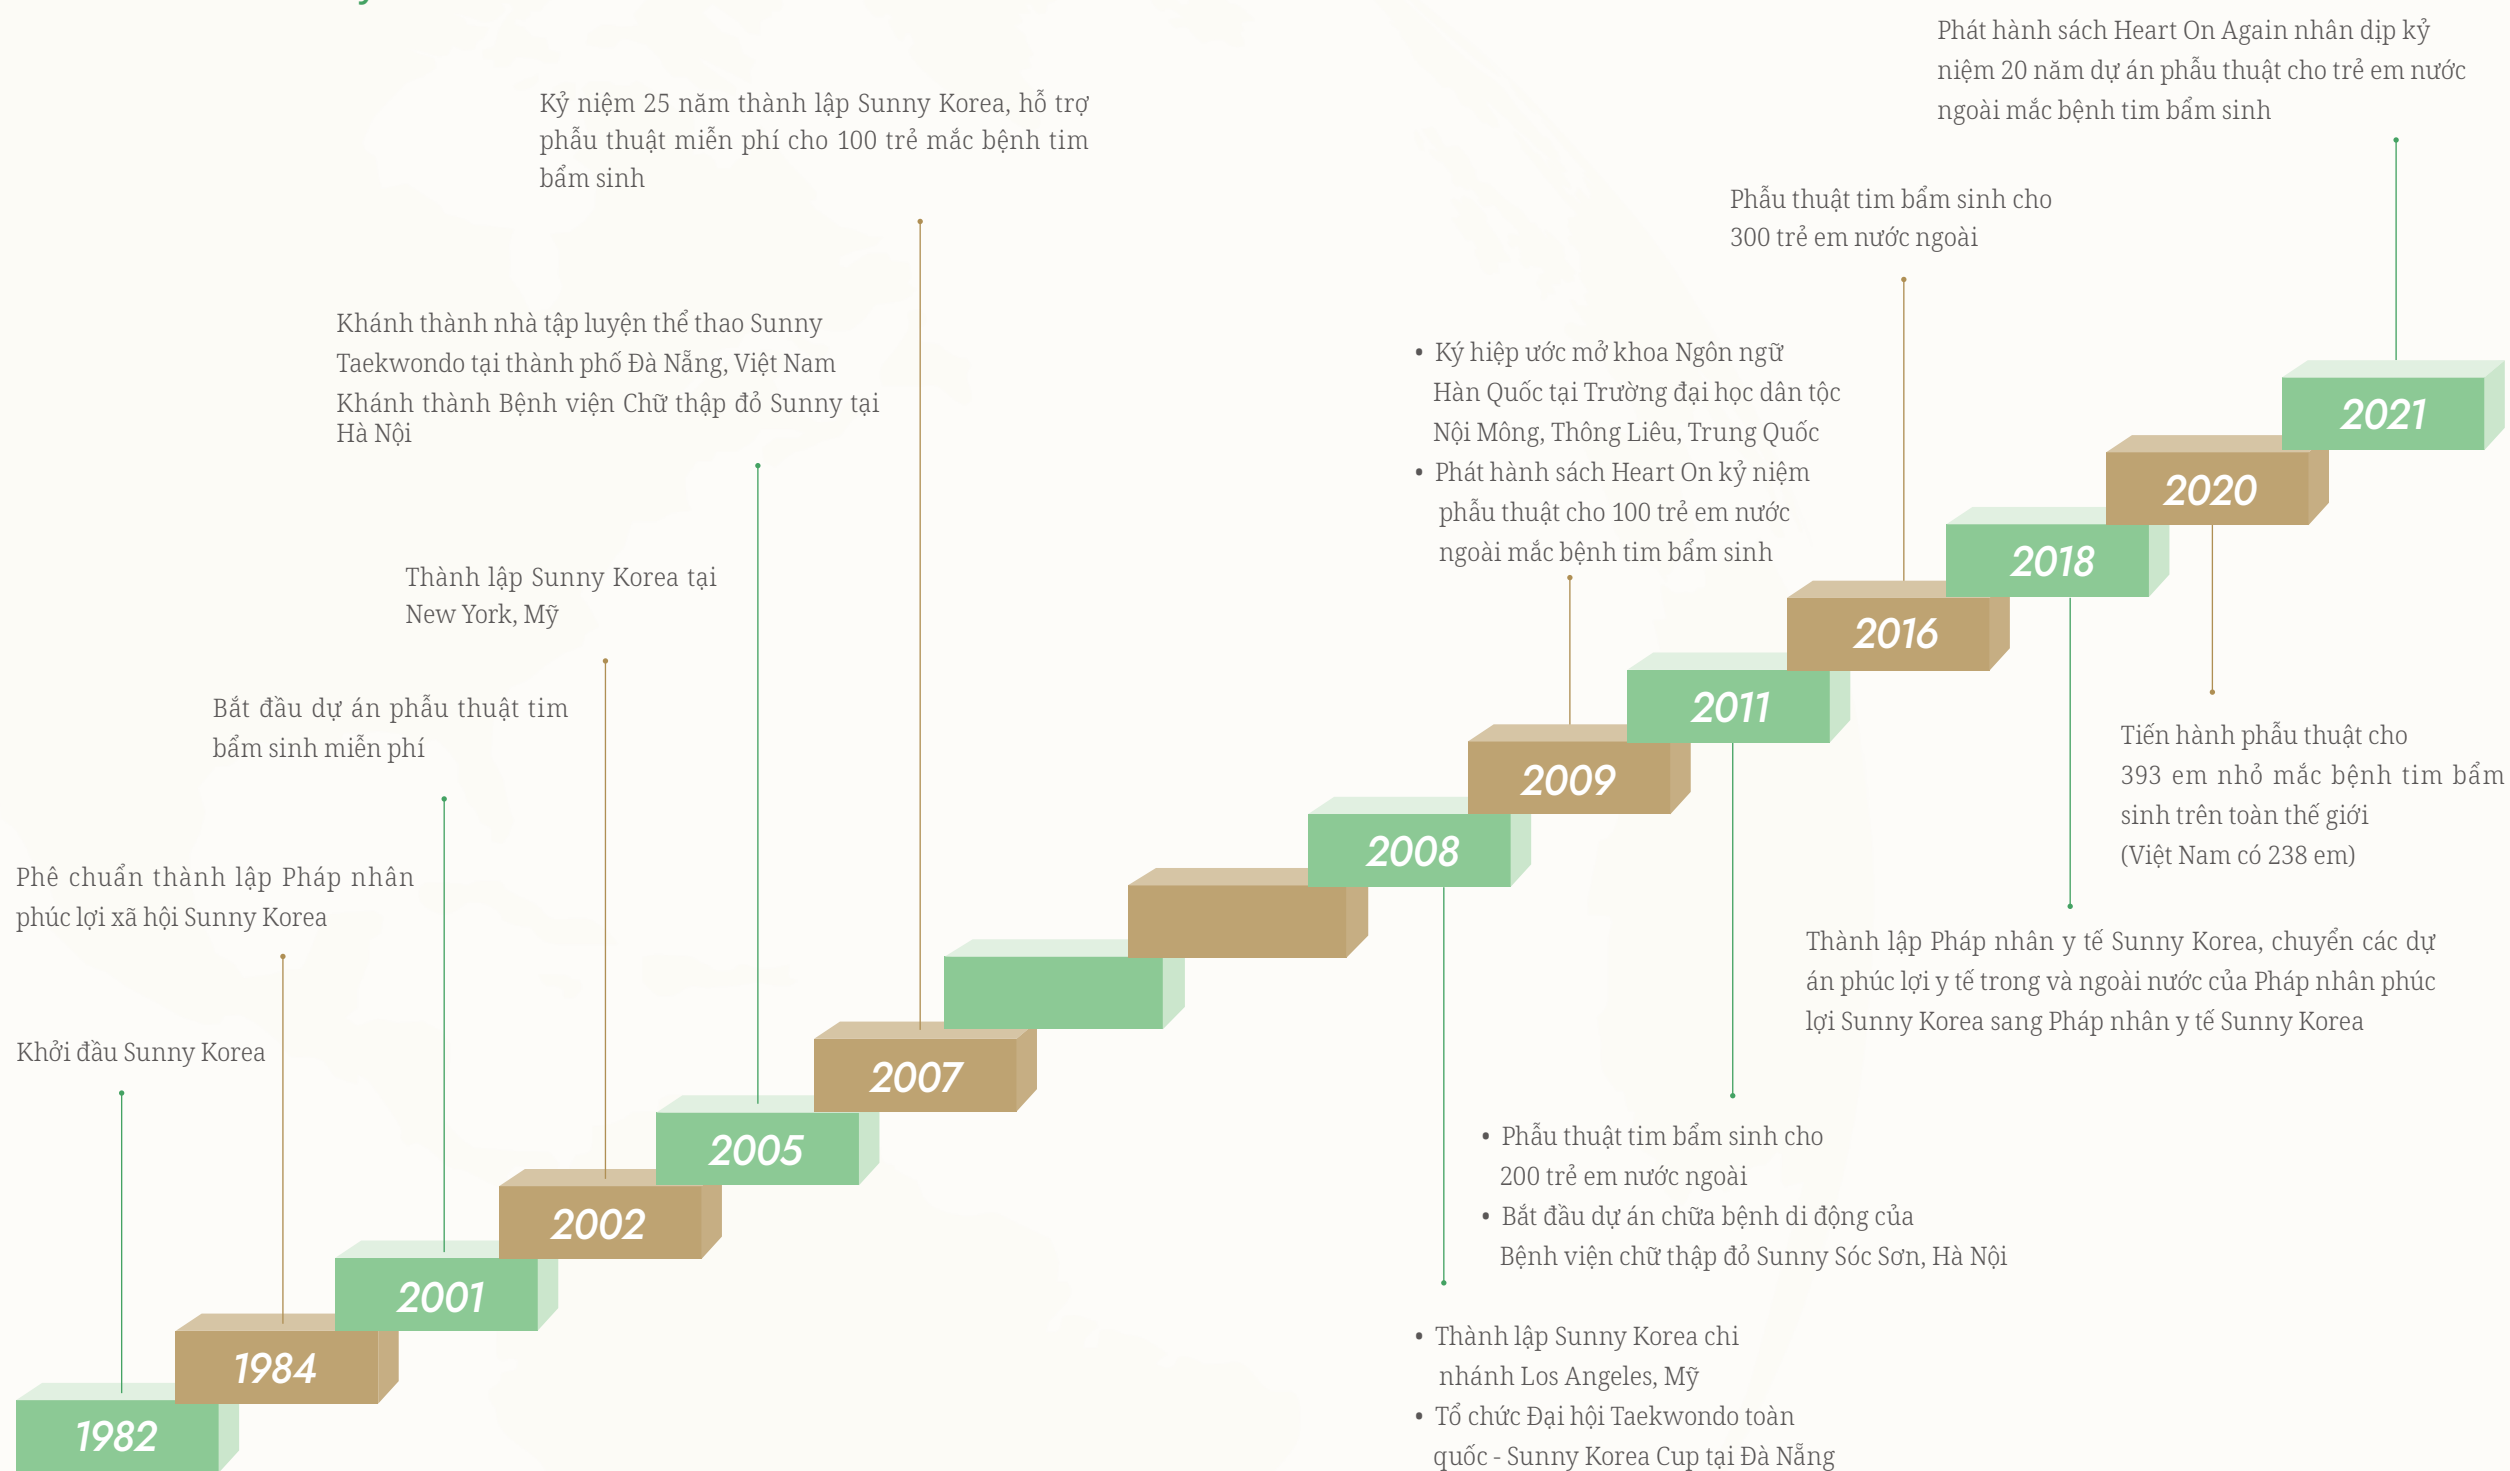 Khởi đầu Sunny Korea
1982
Phê chuẩn thành lập Pháp nhân
phúc lợi xã hội Sunny Korea
1984
Bắt đầu dự án phẫu thuật tim
bẩm sinh miễn phí
2001
Thành lập Sunny Korea tại
New York, Mỹ
2002
Khánh thành nhà tập luyện thể thao Sunny
Taekwondo tại thành phố Đà Nẵng, Việt Nam
Khánh thành Bệnh viện Chữ thập đỏ Sunny tại
Hà Nội
2005
Kỷ niệm 25 năm thành lập Sunny Korea, hỗ trợ
phẫu thuật miễn phí cho 100 trẻ mắc bệnh tim
bẩm sinh
2007
2008
• Thành lập Sunny Korea chi
nhánh Los Angeles, Mỹ
• Tổ chức Đại hội Taekwondo toàn
quốc - Sunny Korea Cup tại Đà Nẵng
• Ký hiệp ước mở khoa Ngôn ngữ
Hàn Quốc tại Trường đại học dân tộc
Nội Mông, Thông Liêu, Trung Quốc
• Phát hành sách Heart On kỷ niệm
phẫu thuật cho 100 trẻ em nước
ngoài mắc bệnh tim bẩm sinh
2009
2011
• Phẫu thuật tim bẩm sinh cho
200 trẻ em nước ngoài
• Bắt đầu dự án chữa bệnh di động của
Bệnh viện chữ thập đỏ Sunny Sóc Sơn, Hà Nội
Phẫu thuật tim bẩm sinh cho
300 trẻ em nước ngoài
2016
2018
Thành lập Pháp nhân y tế Sunny Korea, chuyển các dự
án phúc lợi y tế trong và ngoài nước của Pháp nhân phúc
lợi Sunny Korea sang Pháp nhân y tế Sunny Korea
2020
Tiến hành phẫu thuật cho
393 em nhỏ mắc bệnh tim bẩm
sinh trên toàn thế giới
(Việt Nam có 238 em)
Phát hành sách Heart On Again nhân dịp kỷ
niệm 20 năm dự án phẫu thuật cho trẻ em nước
ngoài mắc bệnh tim bẩm sinh
2021